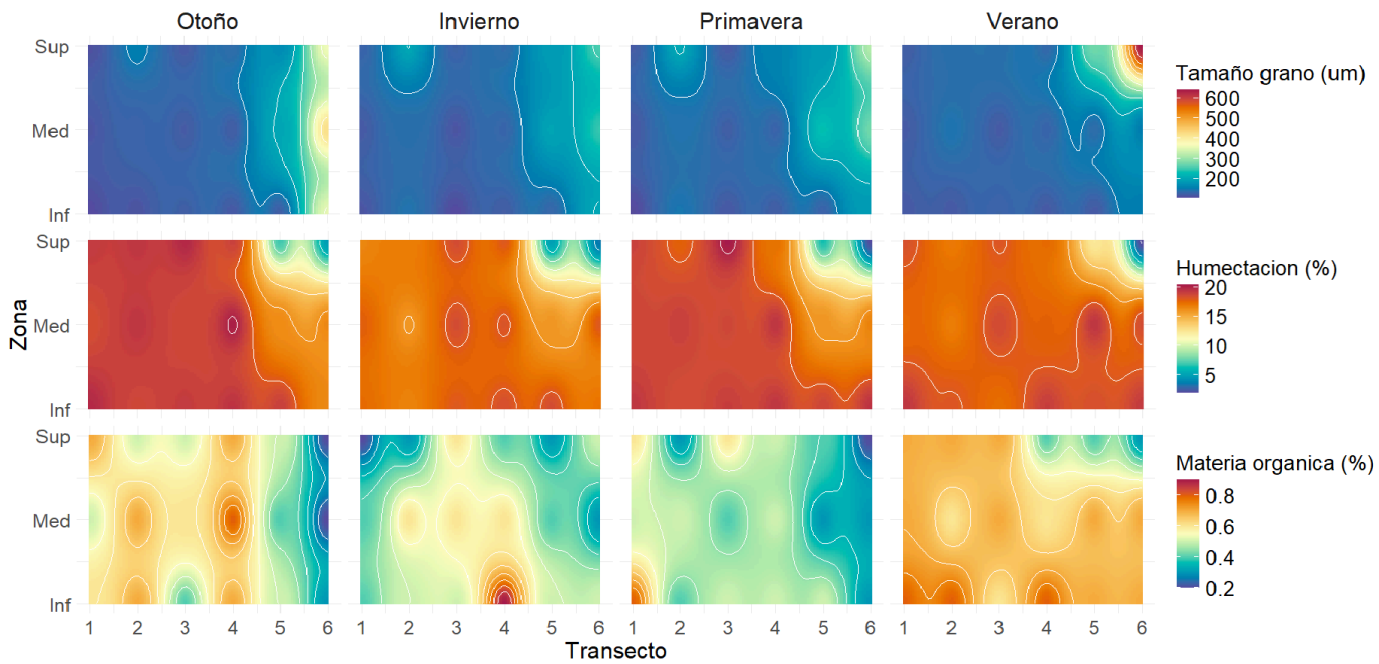 Otoño Invierno Primavera Verano
Sup
Med
Inf
Tamaño grano (um)
600
500
400
300
200
Zona
Sup
Med
Inf
Humectacion (%)
20
15
10
5
Sup
Med
Inf
Materia organica (%)
0.8
0.6
0.4
0.2
1 2 3 4 5 6 1 2 3 4 5 6 1 2 3 4 5 6 1 2 3 4 5 6
Transecto